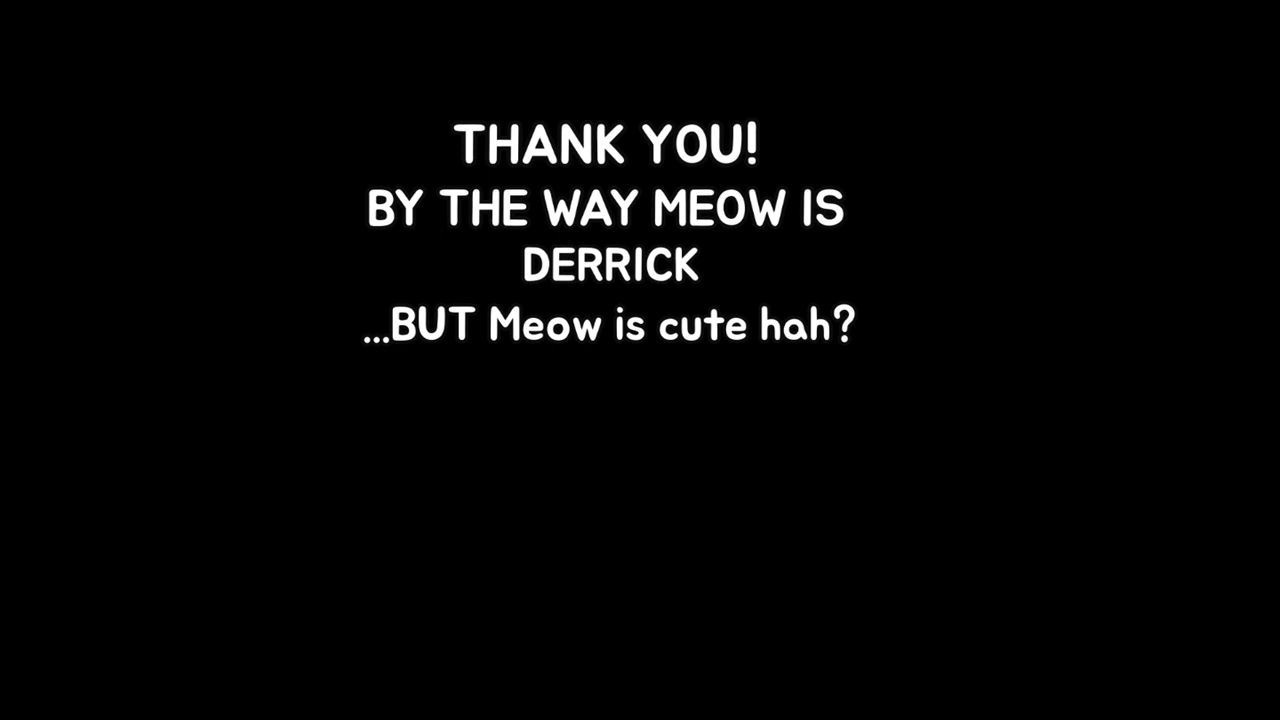 THANK YOU!
BY THE WAY MEOW IS
DERRICK
...BUT Meow is cute hah?